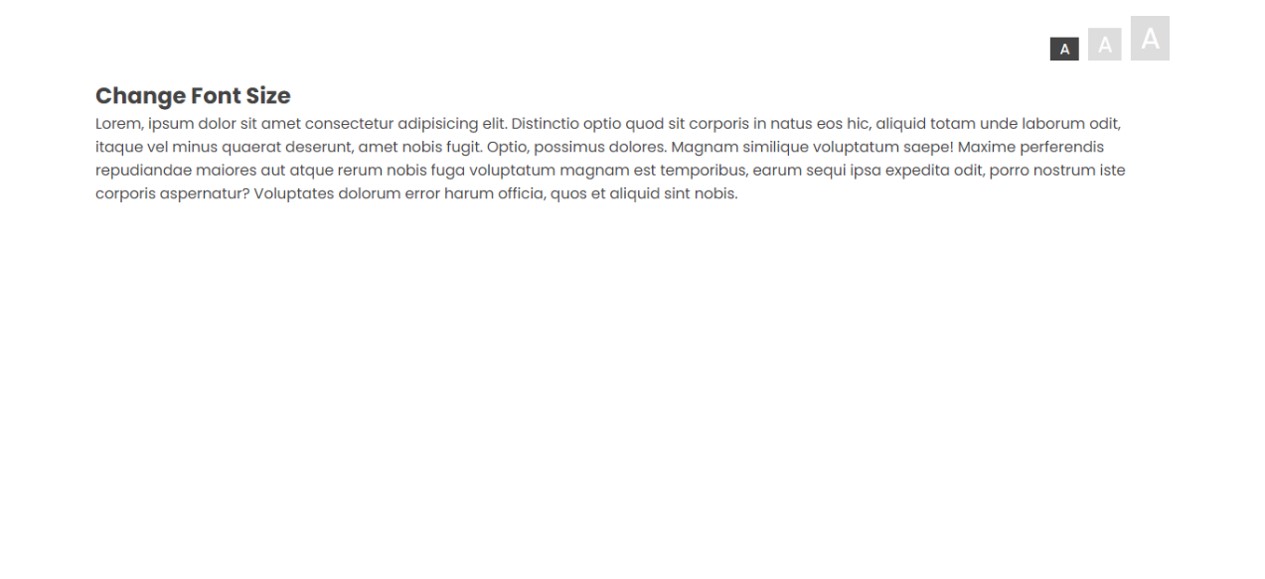 A A A
Change Font Size
Lorem, ipsum dolor sit amet consectetur adipisicing elit. Distinctio optio quod sit corporis in natus eos hic, aliquid totam unde laborum odit,
itaque vel minus quaerat deserunt, amet nobis fugit. Optio, possimus dolores. Magnam similique voluptatum saepe! Maxime perferendis
repudiandae maiores aut atque rerum nobis fuga voluptatum magnam est temporibus, earum sequi ipsa expedita odit, porro nostrum iste
corporis aspernatur? Voluptates dolorum error harum officia, quos et aliquid sint nobis.